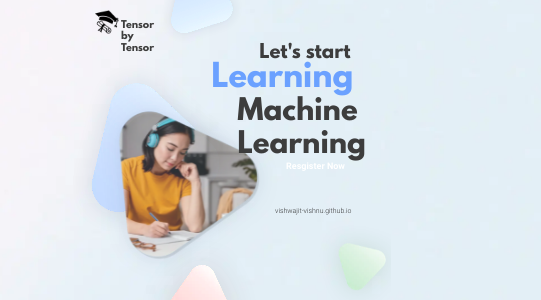 Tensor
by
Tensor
Let's start
Learning
Machine
Learning
Resgister Now
vishwajit-vishnu.github.io